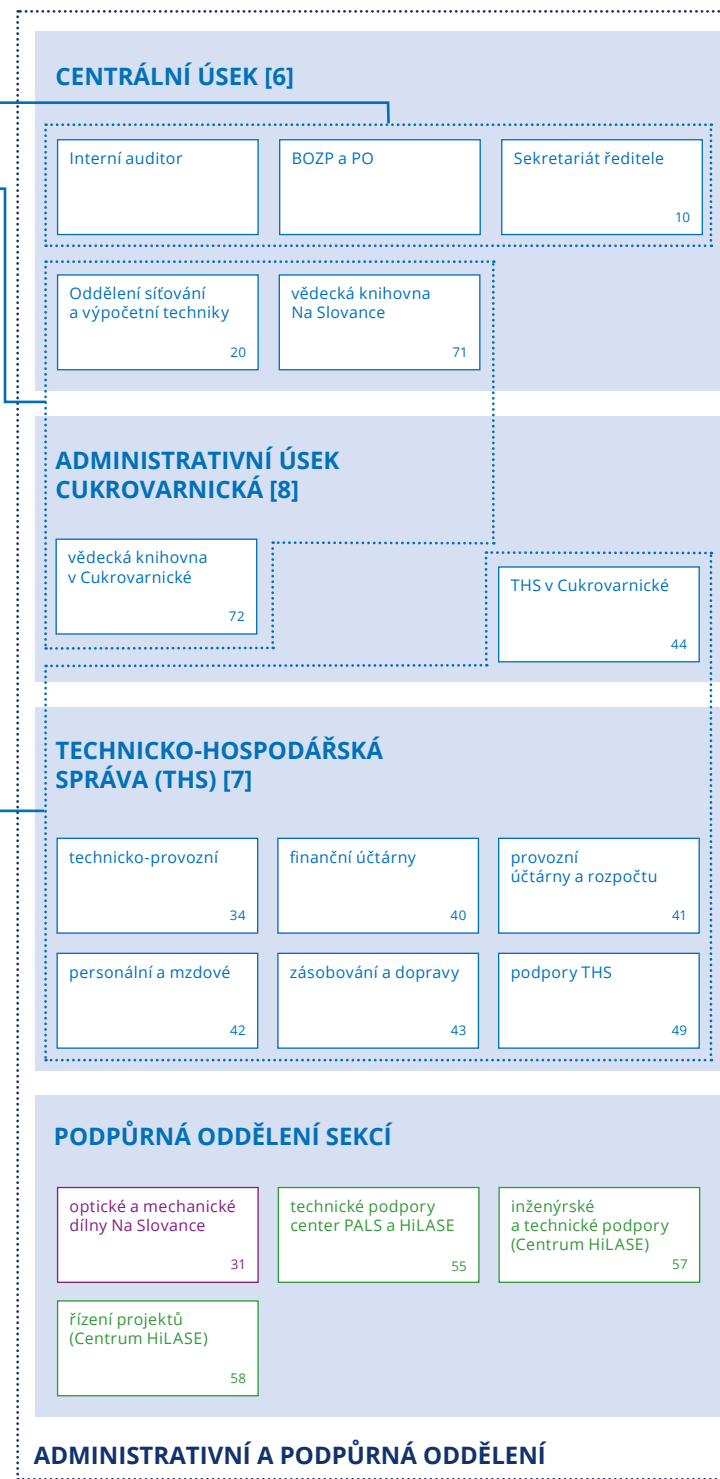 CENTRÁLNÍ ÚSEK [6]
Interní auditor
BOZP a PO
Sekretariát ředitele
10
Oddělení síťování
a výpočetní techniky
20
vědecká knihovna
Na Slovance
71
ADMINISTRATIVNÍ ÚSEK
CUKROVARNICKÁ [8]
vědecká knihovna
v Cukrovarnické
72
THS v Cukrovarnické
44
TECHNICKO-HOSPODÁŘSKÁ
SPRÁVA (THS) [7]
technicko-provozní
34
finanční účtárny
40
provozní
účtárny a rozpočtu
41
personální a mzdové
42
zásobování a dopravy
43
podpory THS
49
PODPŮRNÁ ODDĚLENÍ SEKCÍ
optické a mechanické
dílny Na Slovance
31
technické podpory
center PALS a HiLASE
55
inženýrské
a technické podpory
(Centrum HiLASE)
57
řízení projektů
(Centrum HiLASE)
58
ADMINISTRATIVNÍ A PODPŮRNÁ ODDĚLENÍ